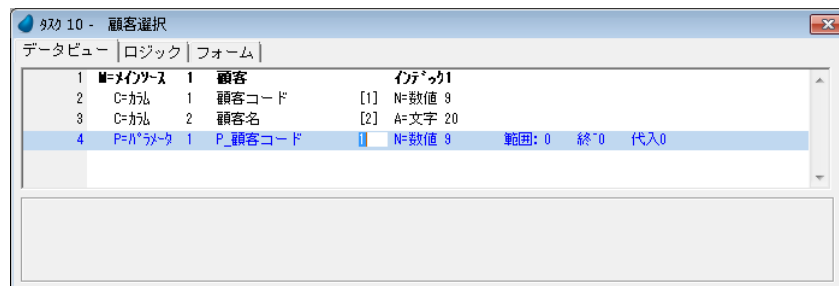 ﾀｽｸ 10 - 顧客選択
データビュー ロジック フォーム
1 M=ﾒｲﾝｿｰｽ 1 顧客 ｲﾝﾃﾞｯｸ1
2 C=ｶﾗﾑ 1 顧客コード [1] N=数値 9
3 C=ｶﾗﾑ 2 顧客名 [2] A=文字 20
4 P=ﾊﾟﾗﾒｰﾀ 1 P_顧客コード 1 N=数値 9 範囲: 0 終ﾞ0 代入0